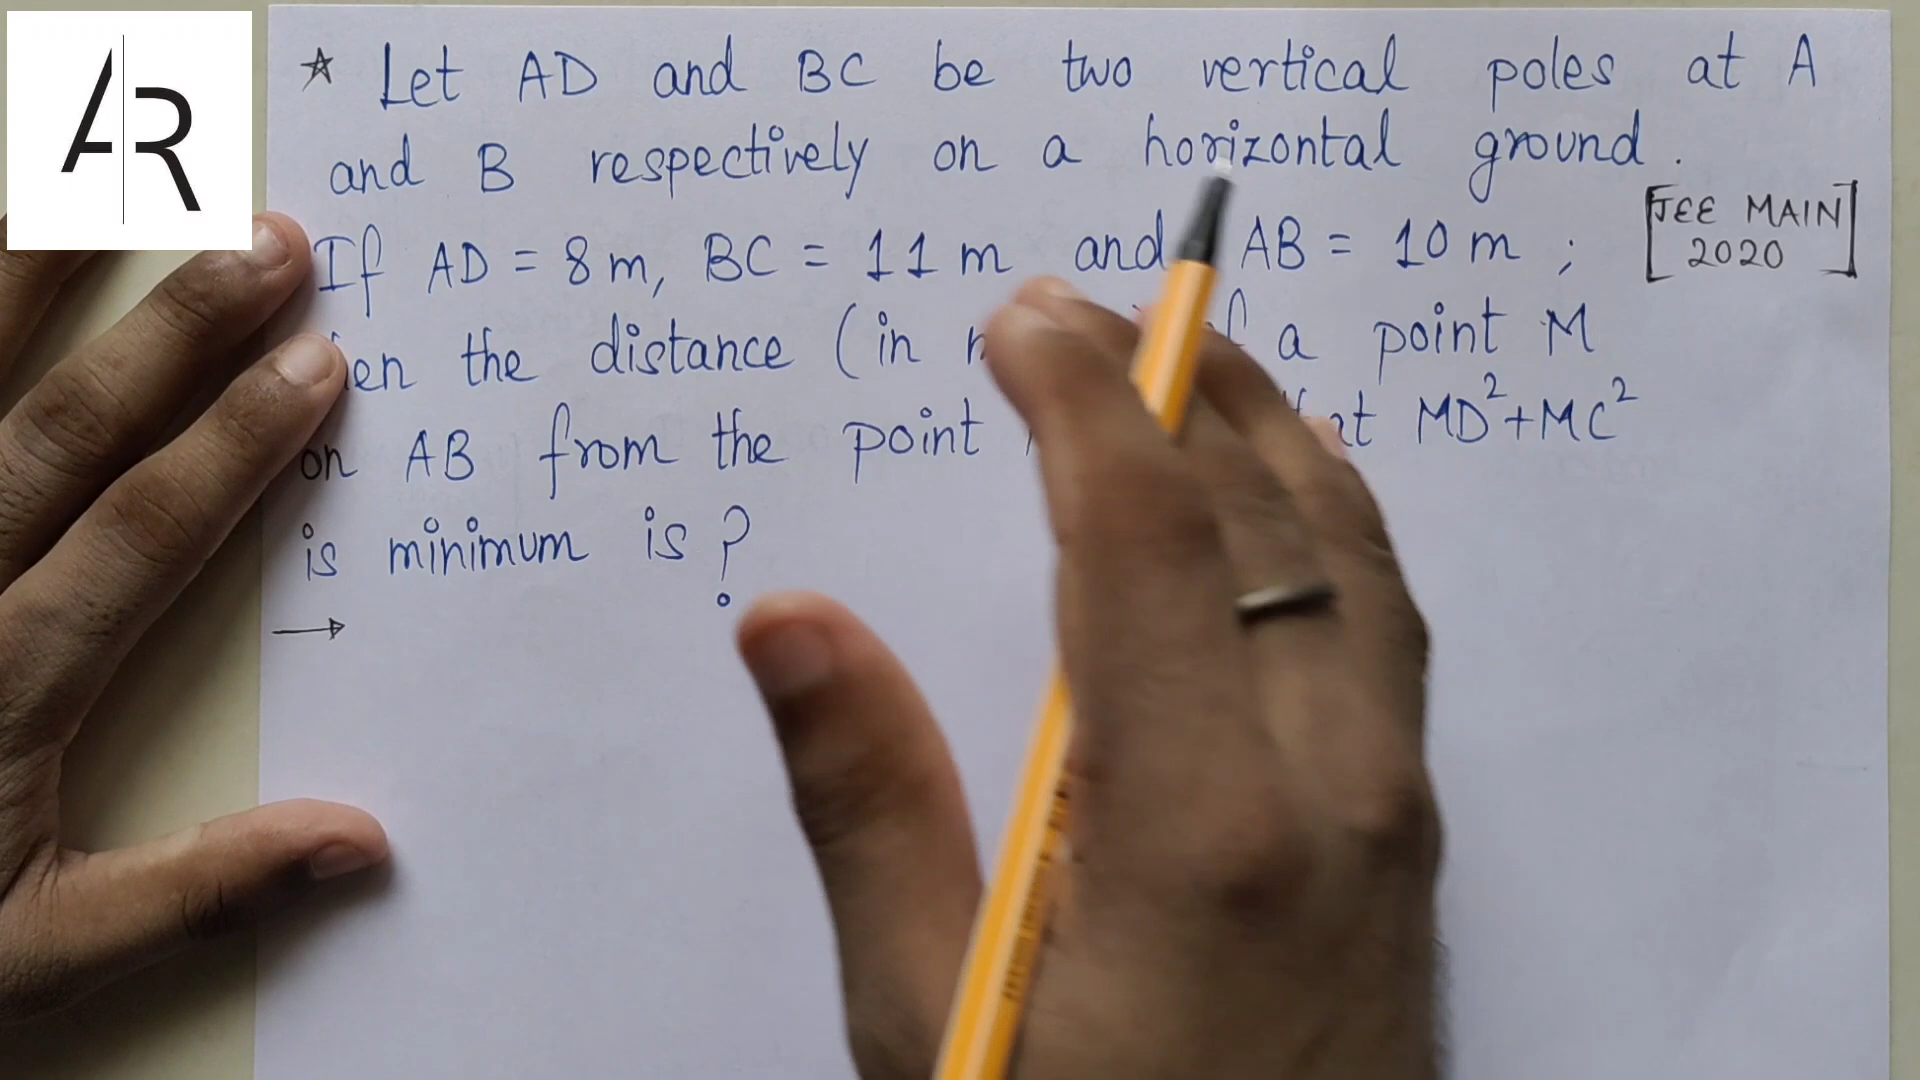 AR
☆ Let AD and BC be two vertical poles at A
and B respectively on a horizontal ground.
If AD = 8 m, BC = 11 m and AB = 10 m ;
[JEE MAIN
2020]
the distance (in a point M
on AB from the point MD²+MC²
is minimum is ?
→